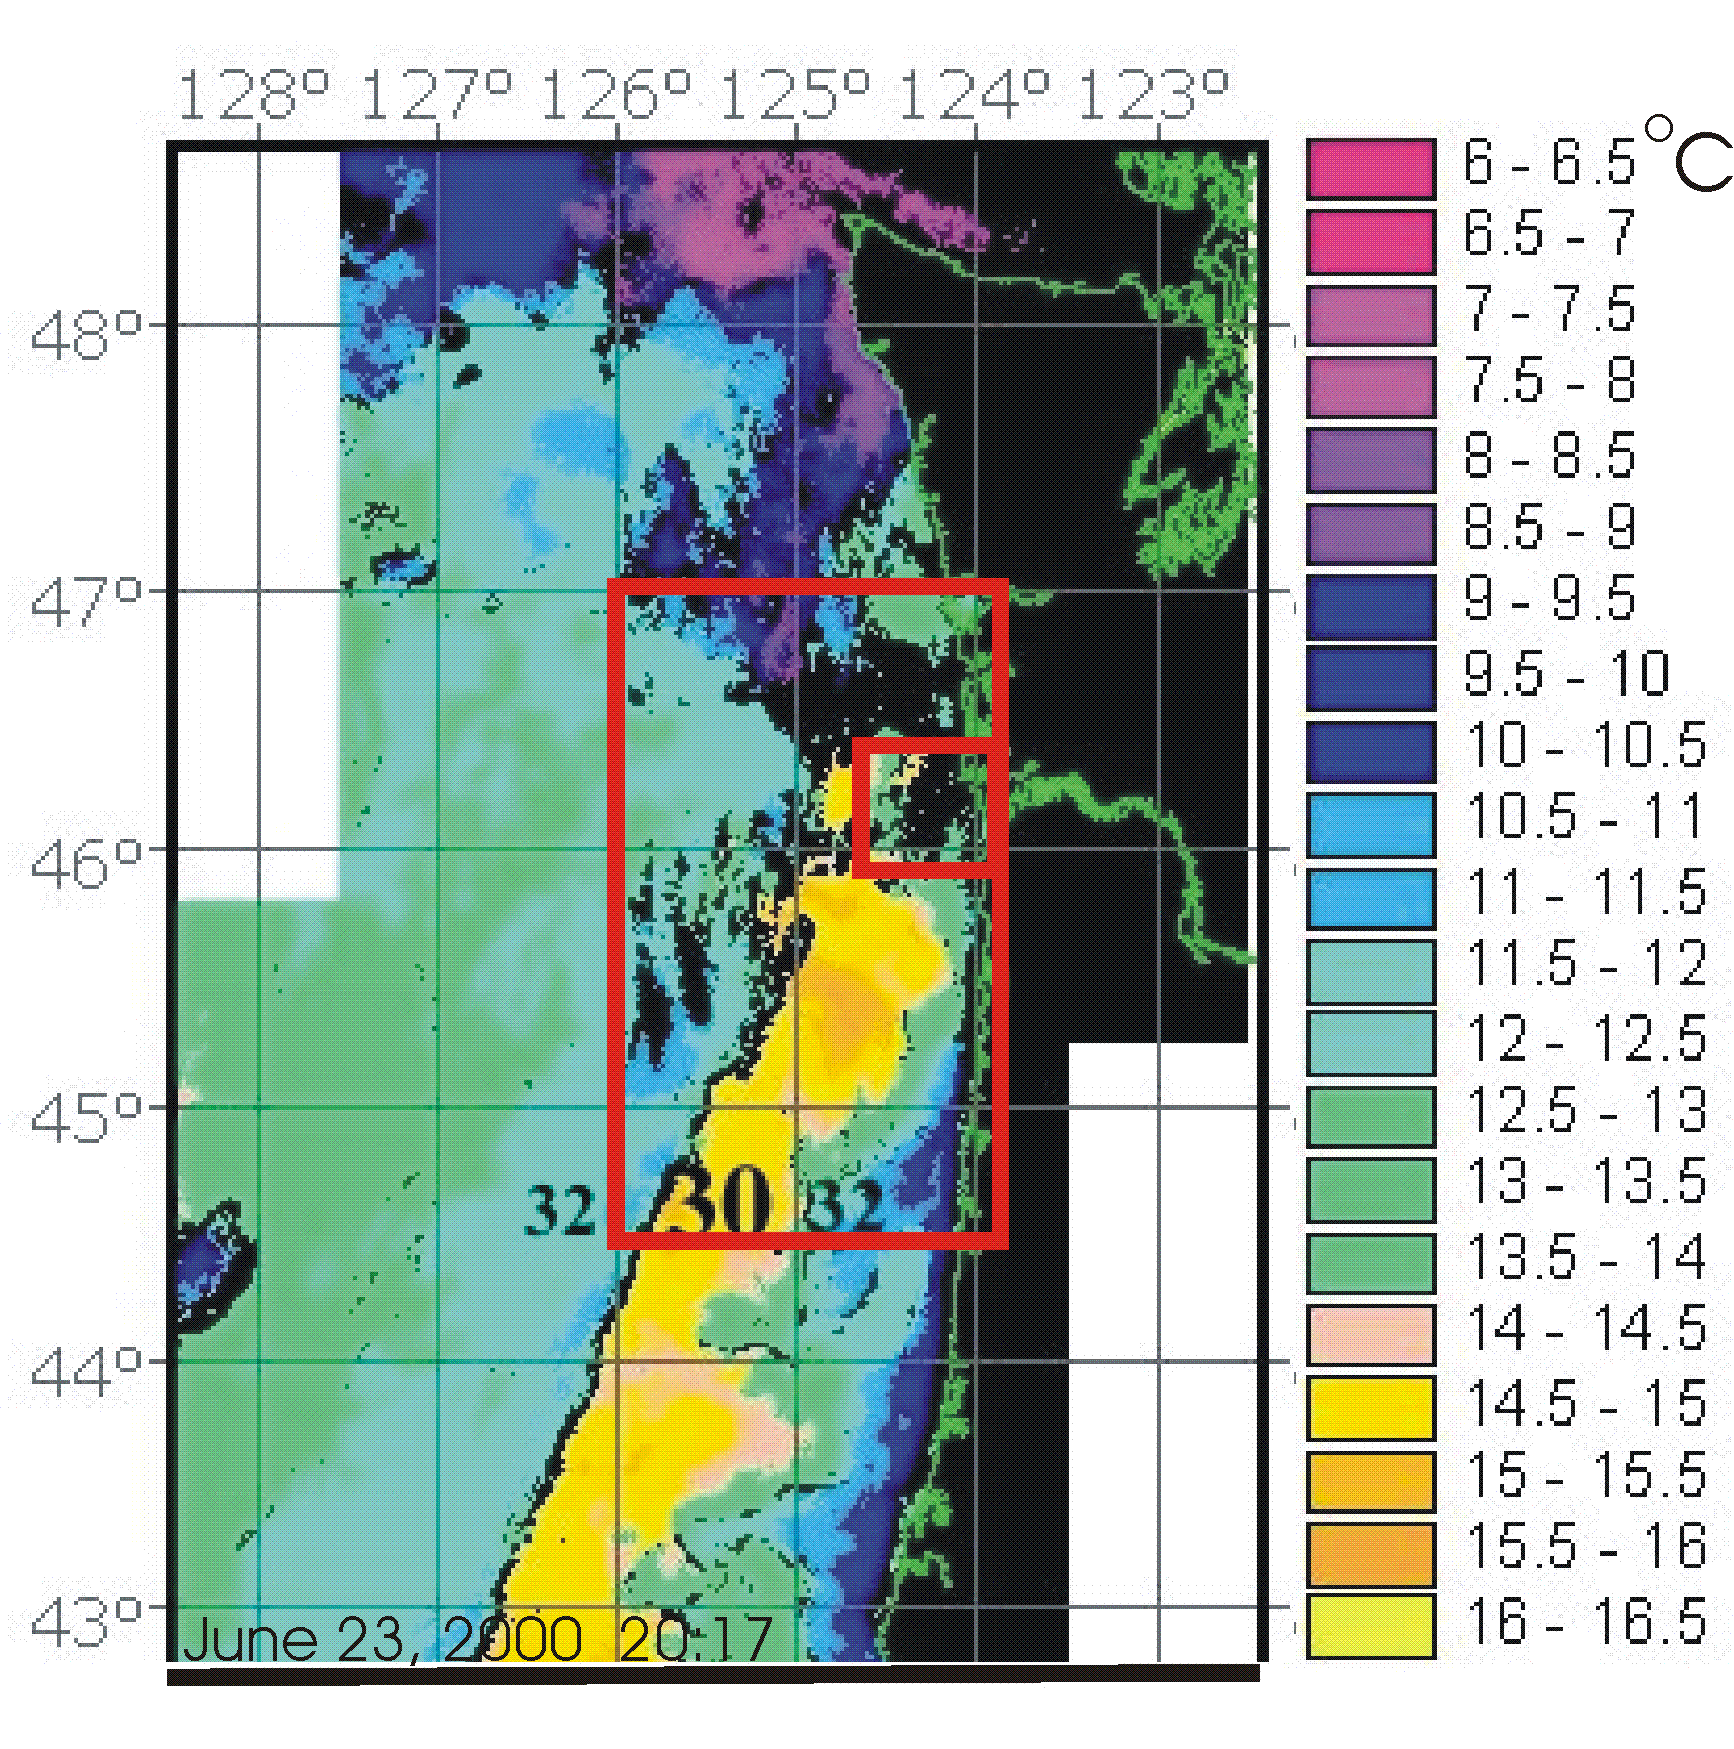 128° 127° 126° 125° 124° 123°
°C
6 - 6.5
6.5 - 7
7 - 7.5
7.5 - 8
8 - 8.5
8.5 - 9
9 - 9.5
9.5 - 10
10 - 10.5
10.5 - 11
11 - 11.5
11.5 - 12
12 - 12.5
12.5 - 13
13 - 13.5
13.5 - 14
14 - 14.5
14.5 - 15
15 - 15.5
15.5 - 16
16 - 16.5
48°
47°
46°
45°
44°
43°
32 30 32
June 23, 2000 20:17